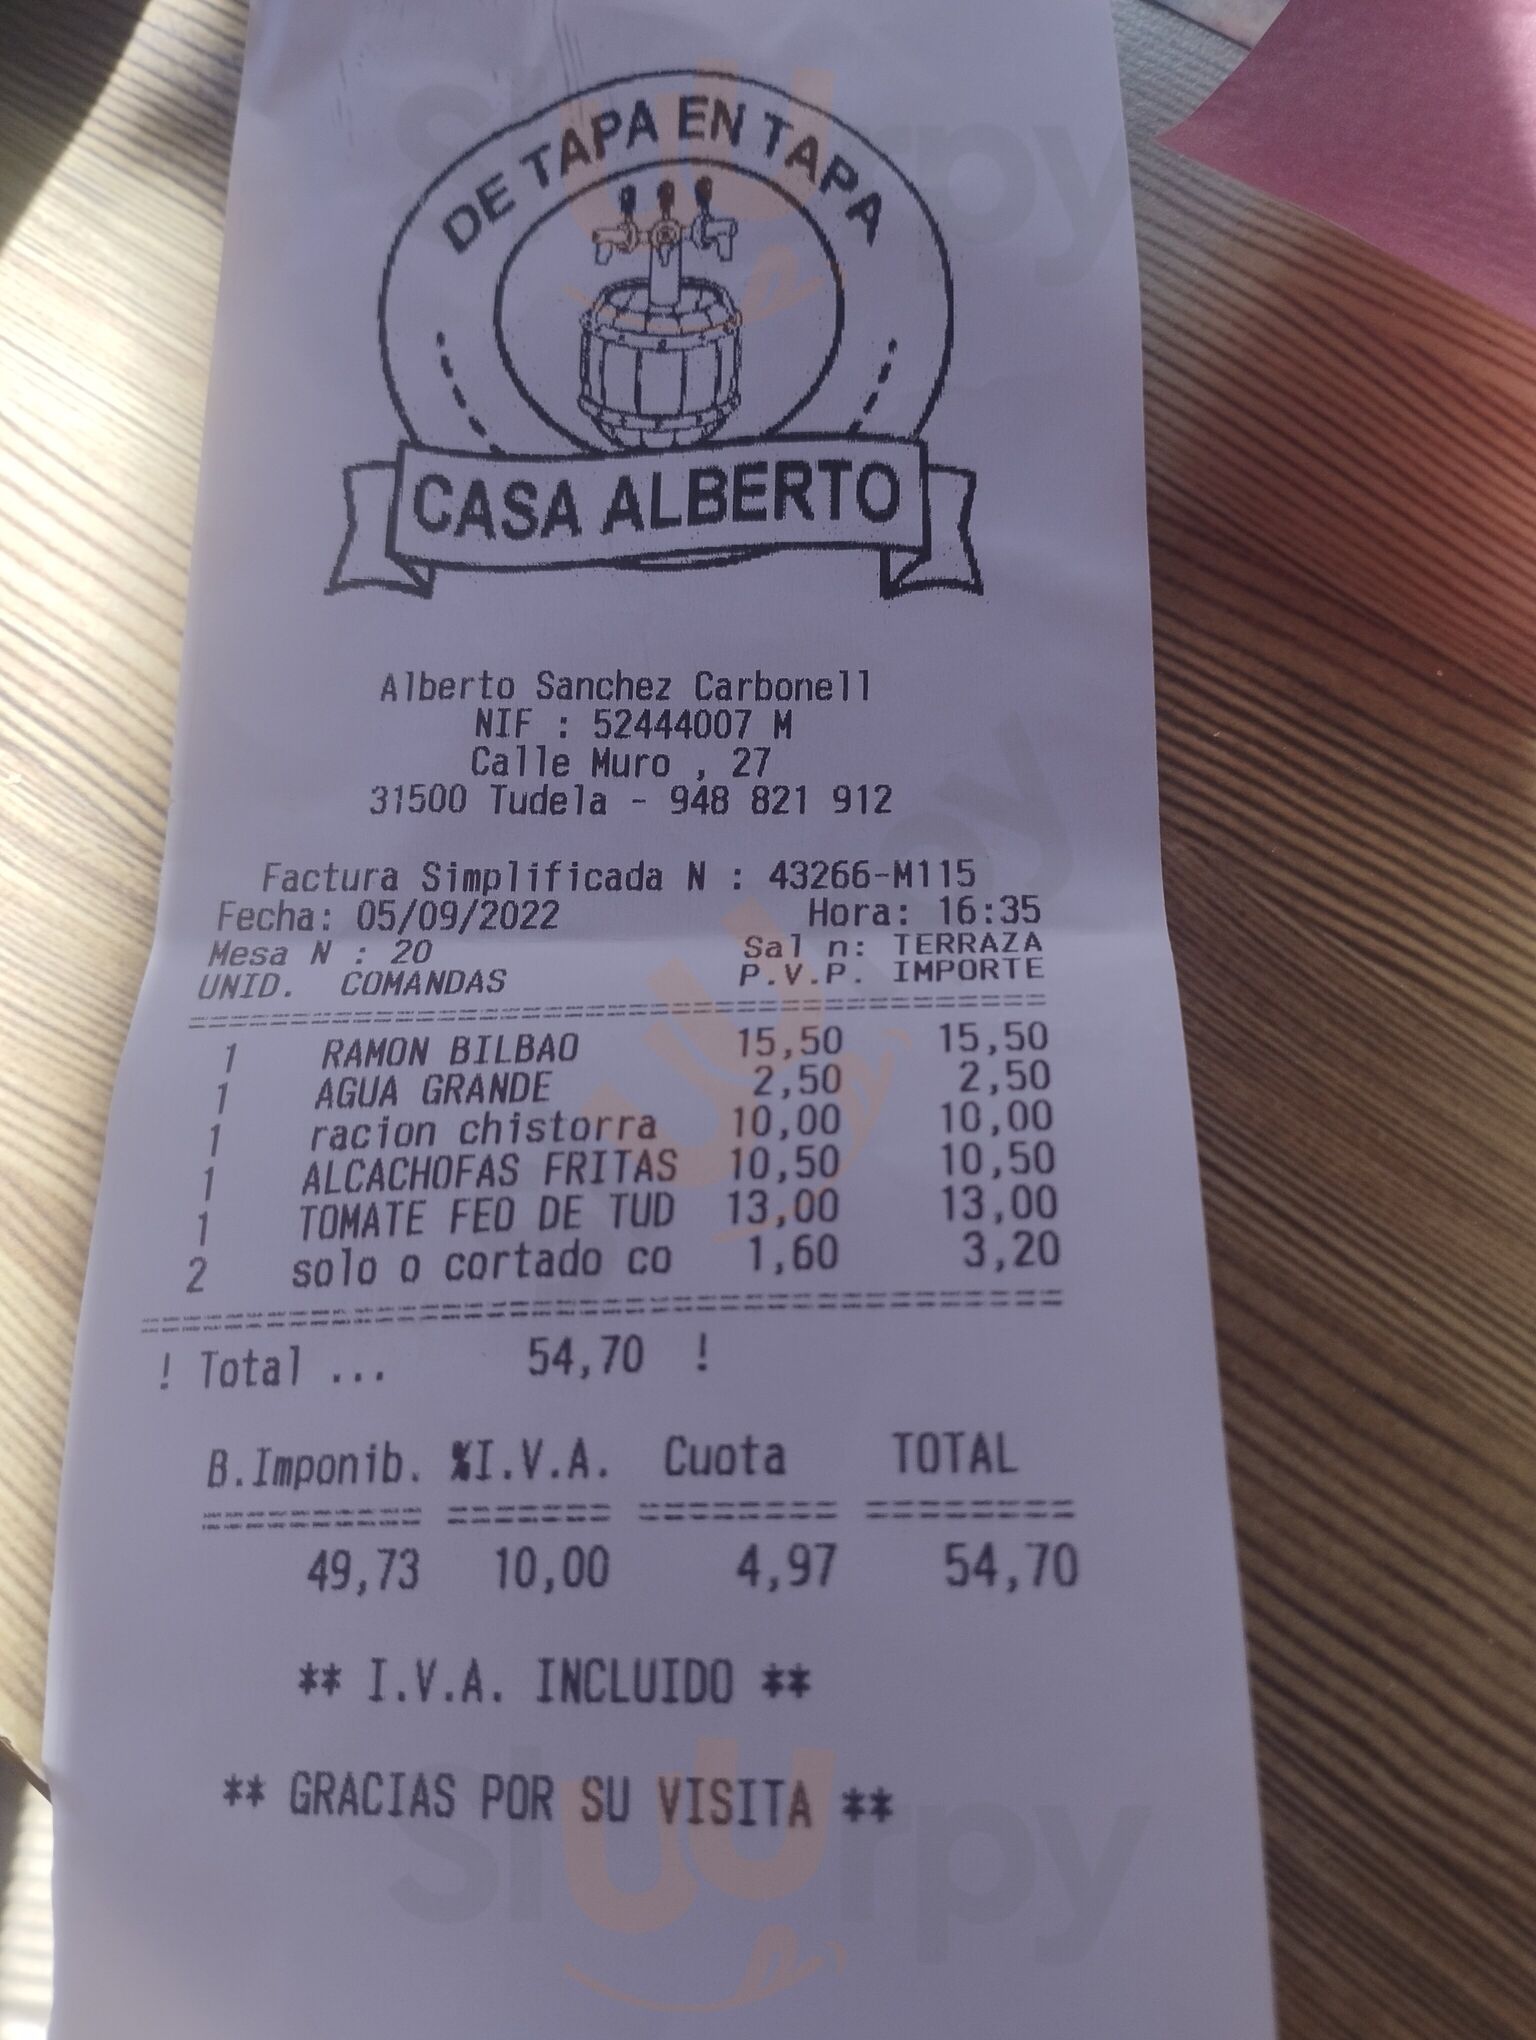 DE TAPA EN TAPA
CASA ALBERTO
Alberto Sanchez Carbonell
NIF : 52444007 M
Calle Muro , 27
31500 Tudela - 948 821 912
Factura Simplificada N : 43266-M115
Fecha: 05/09/2022 Hora: 16:35
Mesa N : 20 Sal n: TERRAZA
UNID. COMANDAS P.V.P. IMPORTE
1 RAMON BILBAO 15,50 15,50
1 AGUA GRANDE 2,50 2,50
1 racion chistorra 10,00 10,00
1 ALCACHOFAS FRITAS 10,50 10,50
1 TOMATE FEO DE TUD 13,00 13,00
2 solo o cortado co 1,60 3,20
! Total ... 54,70 !
B.Imponib. %I.V.A. Cuota TOTAL
49,73 10,00 4,97 54,70
** I.V.A. INCLUIDO **
** GRACIAS POR SU VISITA **
Sluurpy
Sluurpy
Sluurpy